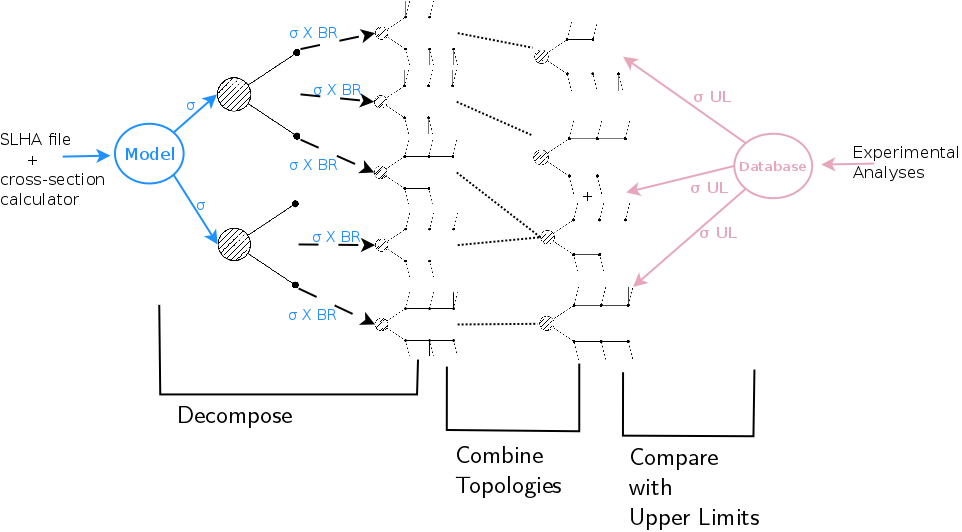 SLHA file
+
cross-section
calculator
Model
σ
σ
σ X BR
σ X BR
σ X BR
σ X BR
σ X BR
+
σ UL
σ UL
σ UL
Database
Experimental
Analyses
Decompose
Combine
Topologies
Compare
with
Upper Limits